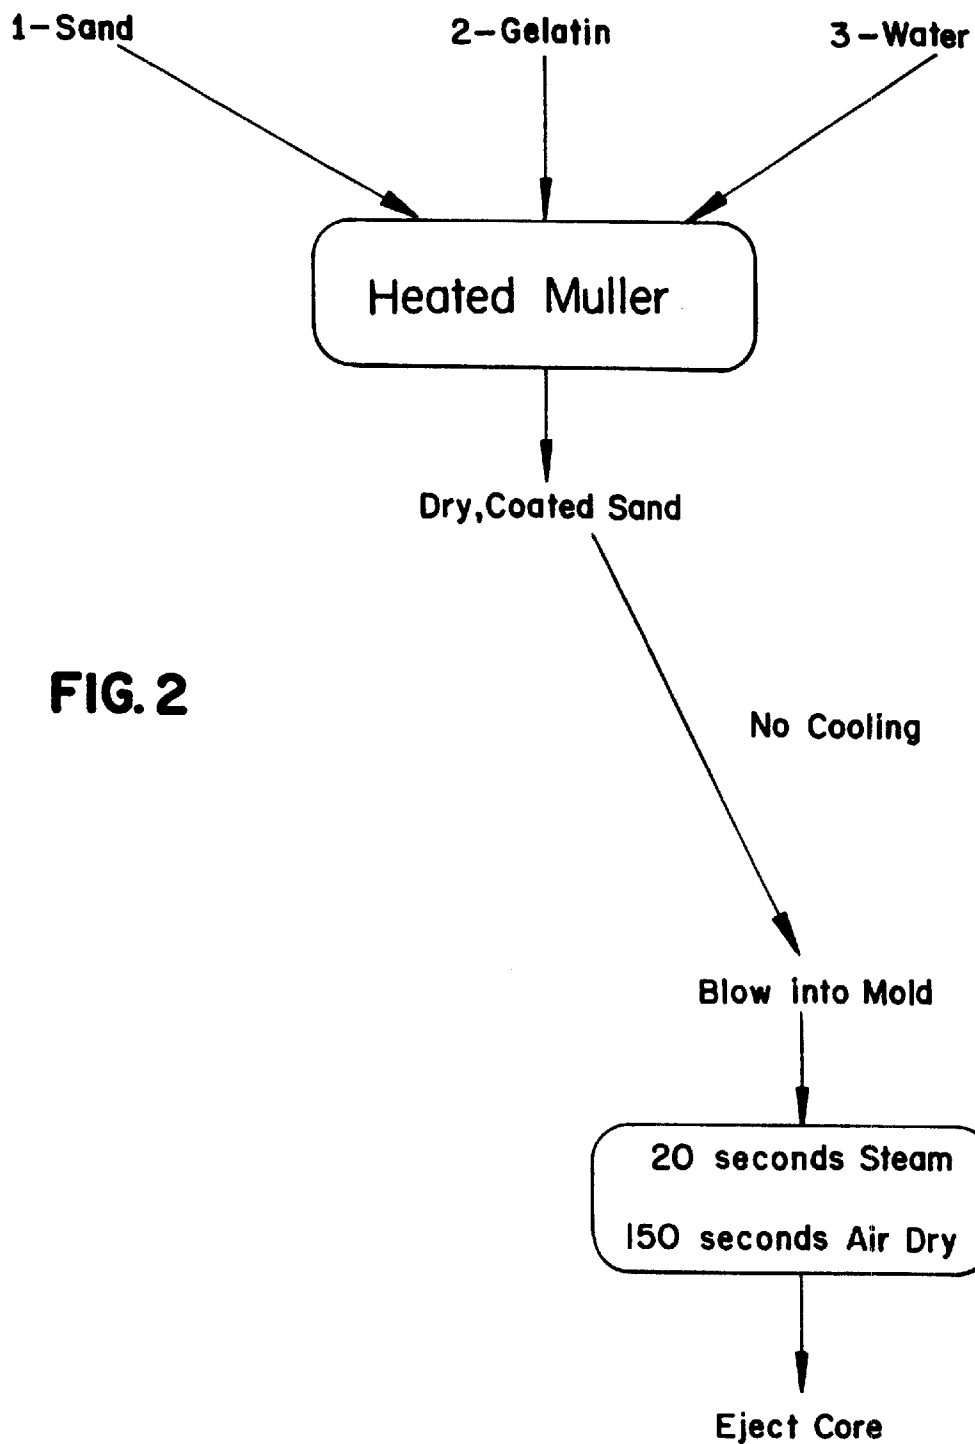 1-Sand
2-Gelatin
3-Water
Heated Muller
Dry,Coated Sand
FIG. 2
No Cooling
Blow into Mold
20 seconds Steam
150 seconds Air Dry
Eject Core